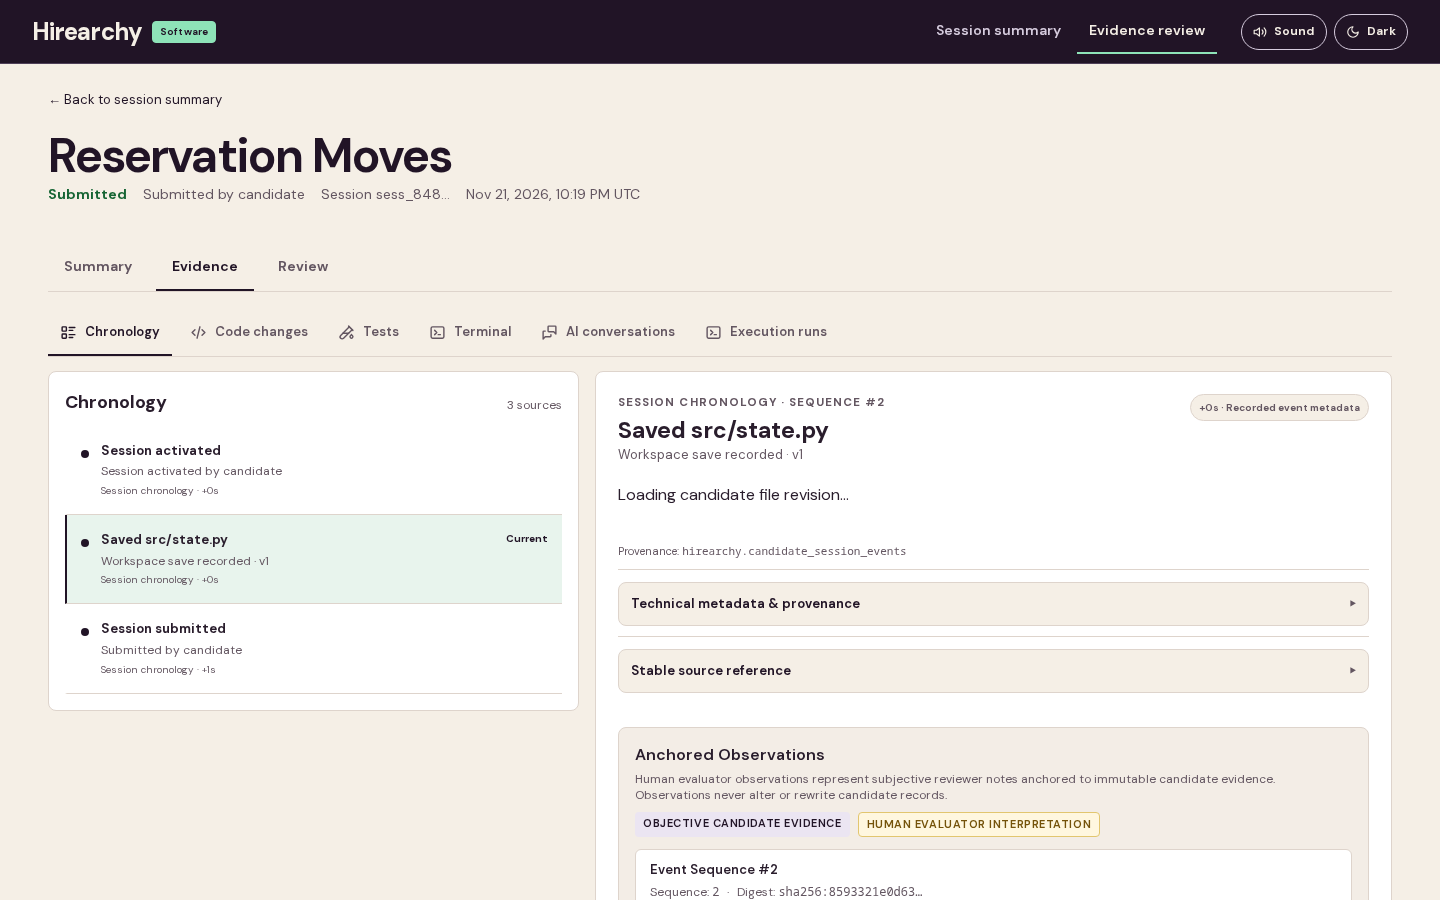 Hirearchy
Software
Session summary
Evidence review
Sound
Dark
← Back to session summary
Reservation Moves
Submitted Submitted by candidate Session sess_848... Nov 21, 2026, 10:19 PM UTC
Summary Evidence Review
Chronology Code changes Tests Terminal AI conversations Execution runs
Chronology
3 sources
Session activated
Session activated by candidate
Session chronology · +0s
Saved src/state.py
Current
Workspace save recorded · v1
Session chronology · +0s
Session submitted
Submitted by candidate
Session chronology · +1s
SESSION CHRONOLOGY · SEQUENCE #2
+0s · Recorded event metadata
Saved src/state.py
Workspace save recorded · v1
Loading candidate file revision...
Provenance: hirearchy.candidate_session_events
Technical metadata & provenance
Stable source reference
Anchored Observations
Human evaluator observations represent subjective reviewer notes anchored to immutable candidate evidence.
Observations never alter or rewrite candidate records.
OBJECTIVE CANDIDATE EVIDENCE
HUMAN EVALUATOR INTERPRETATION
Event Sequence #2
Sequence: 2 · Digest: sha256:8593321e0d63…